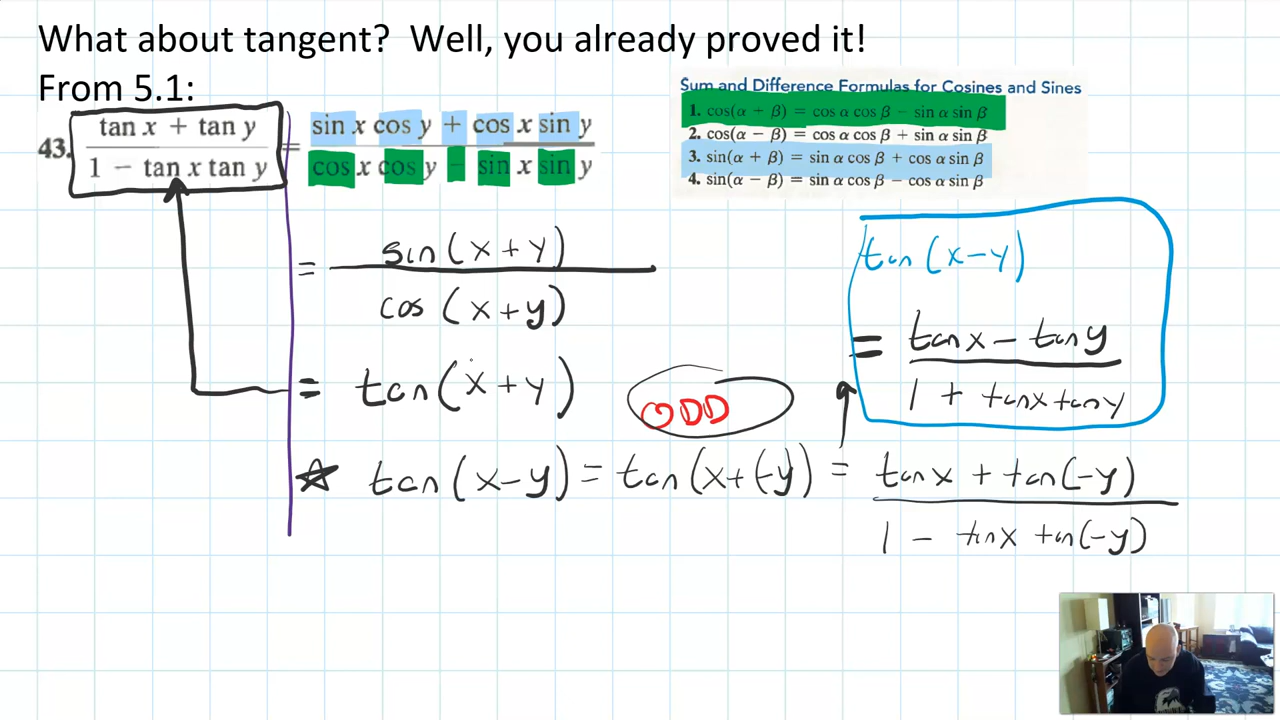 What about tangent? Well, you already proved it!
From 5.1:
43. tan x + tan y / 1 − tan x tan y = sin x cos y + cos x sin y / cos x cos y − sin x sin y
Sum and Difference Formulas for Cosines and Sines
1. cos(α + β) = cos α cos β − sin α sin β
2. cos(α − β) = cos α cos β + sin α sin β
3. sin(α + β) = sin α cos β + cos α sin β
4. sin(α − β) = sin α cos β − cos α sin β
= sin(x+y) / cos(x+y)
= tan(x+y)
ODD
tan(x−y)
= tanx − tany / 1 + tanx tany
tan(x−y) = tan(x+(−y)) = tanx + tan(−y) / 1 − tanx tan(−y)